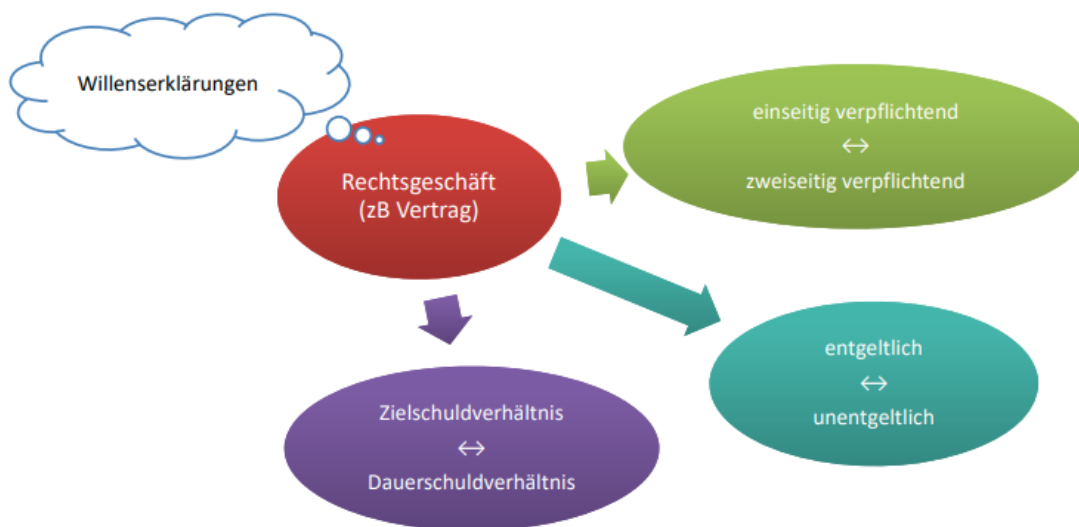 Willenserklärungen
Rechtsgeschäft
(zB Vertrag)
einseitig verpflichtend
↔
zweiseitig verpflichtend
entgeltlich
↔
unentgeltlich
Zielschuldverhältnis
↔
Dauerschuldverhältnis